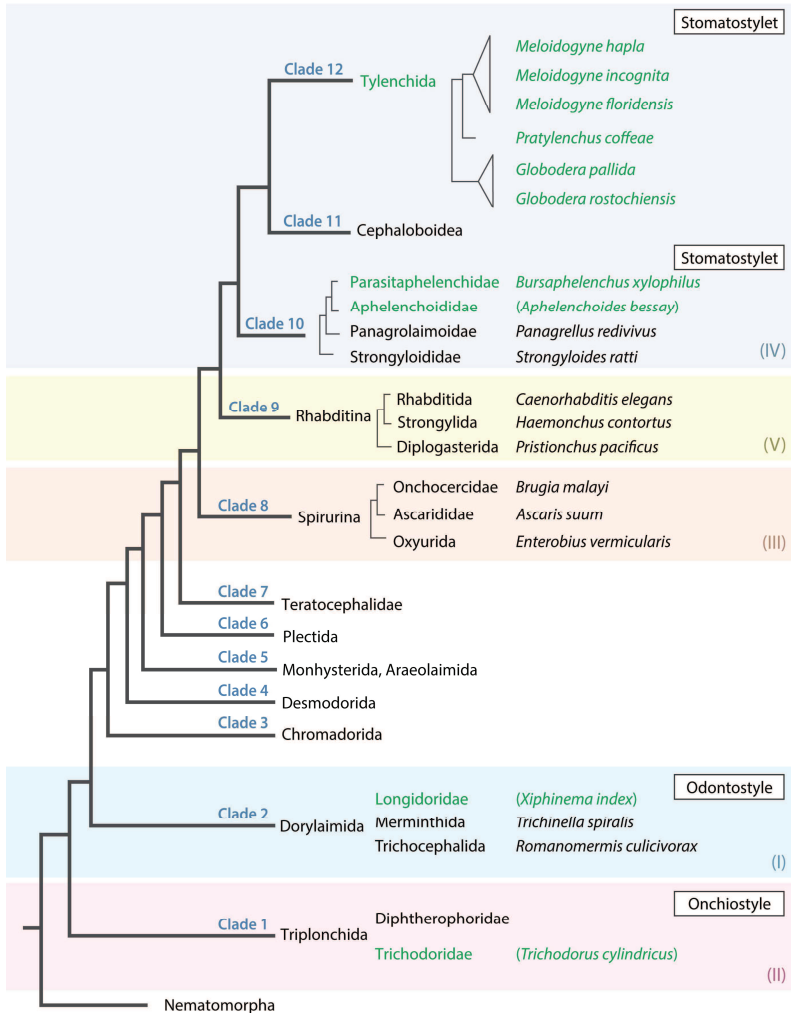 Stomatostylet
Clade 12
Tylenchida
Meloidogyne hapla
Meloidogyne incognita
Meloidogyne floridensis
Pratylenchus coffeae
Globodera pallida
Globodera rostochiensis
Clade 11
Cephaloboidea
Stomatostylet
Clade 10
Parasitaphelenchidae Bursaphelenchus xylophilus
Aphelenchoididae (Aphelenchoides bessay)
Panagrolaimoidae Panagrellus redivivus
Strongyloididae Strongyloides ratti
(IV)
Clade 9
Rhabditina
Rhabditida Caenorhabditis elegans
Strongylida Haemonchus contortus
Diplogasterida Pristionchus pacificus
(V)
Clade 8
Spirurina
Onchocercidae Brugia malayi
Ascarididae Ascaris suum
Oxyurida Enterobius vermicularis
(III)
Clade 7
Teratocephalidae
Clade 6
Plectida
Clade 5
Monhysterida, Araeolaimida
Clade 4
Desmodorida
Clade 3
Chromadorida
Odontostyle
Clade 2
Dorylaimida
Longidoridae (Xiphinema index)
Merminthida Trichinella spiralis
Trichocephalida Romanomermis culicivorax
(I)
Onchiostyle
Clade 1
Triplonchida
Diphtherophoridae
Trichodoridae (Trichodorus cylindricus)
(II)
Nematomorpha